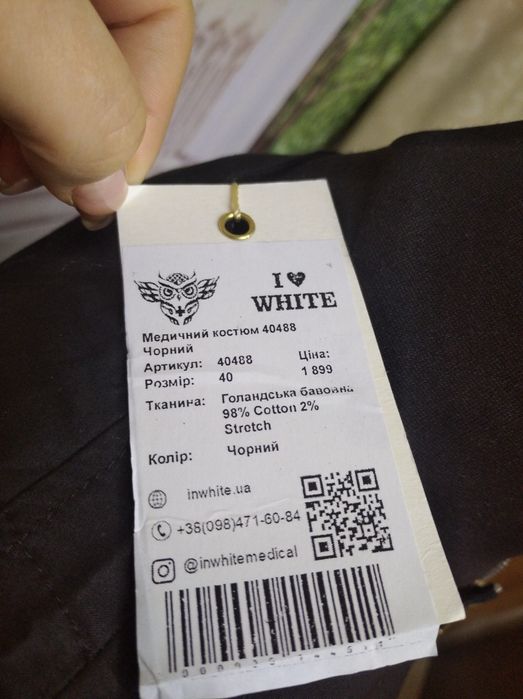 I ♥
WHITE
Медичний костюм 40488
Чорний
Артикул: 40488 Ціна:
Розмір: 40 1 899
Тканина: Голандська бавовна
98% Cotton 2%
Stretch
Колір: Чорний
inwhite.ua
+38(098)471-60-84
@inwhitemedical